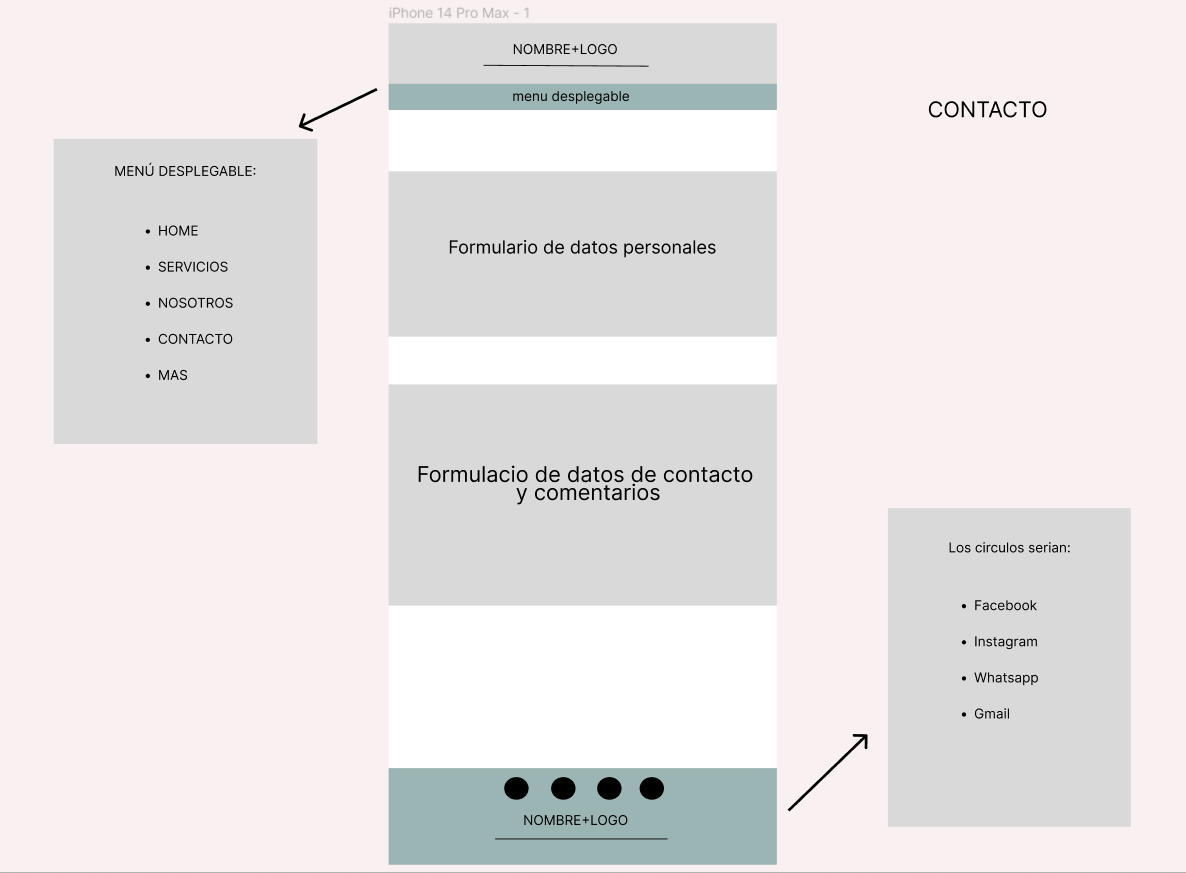 iPhone 14 Pro Max - 1
NOMBRE+LOGO
menu desplegable
CONTACTO
MENÚ DESPLEGABLE:
• HOME
• SERVICIOS
• NOSOTROS
• CONTACTO
• MAS
Formulario de datos personales
Formulacio de datos de contacto
y comentarios
Los circulos serian:
• Facebook
• Instagram
• Whatsapp
• Gmail
NOMBRE+LOGO